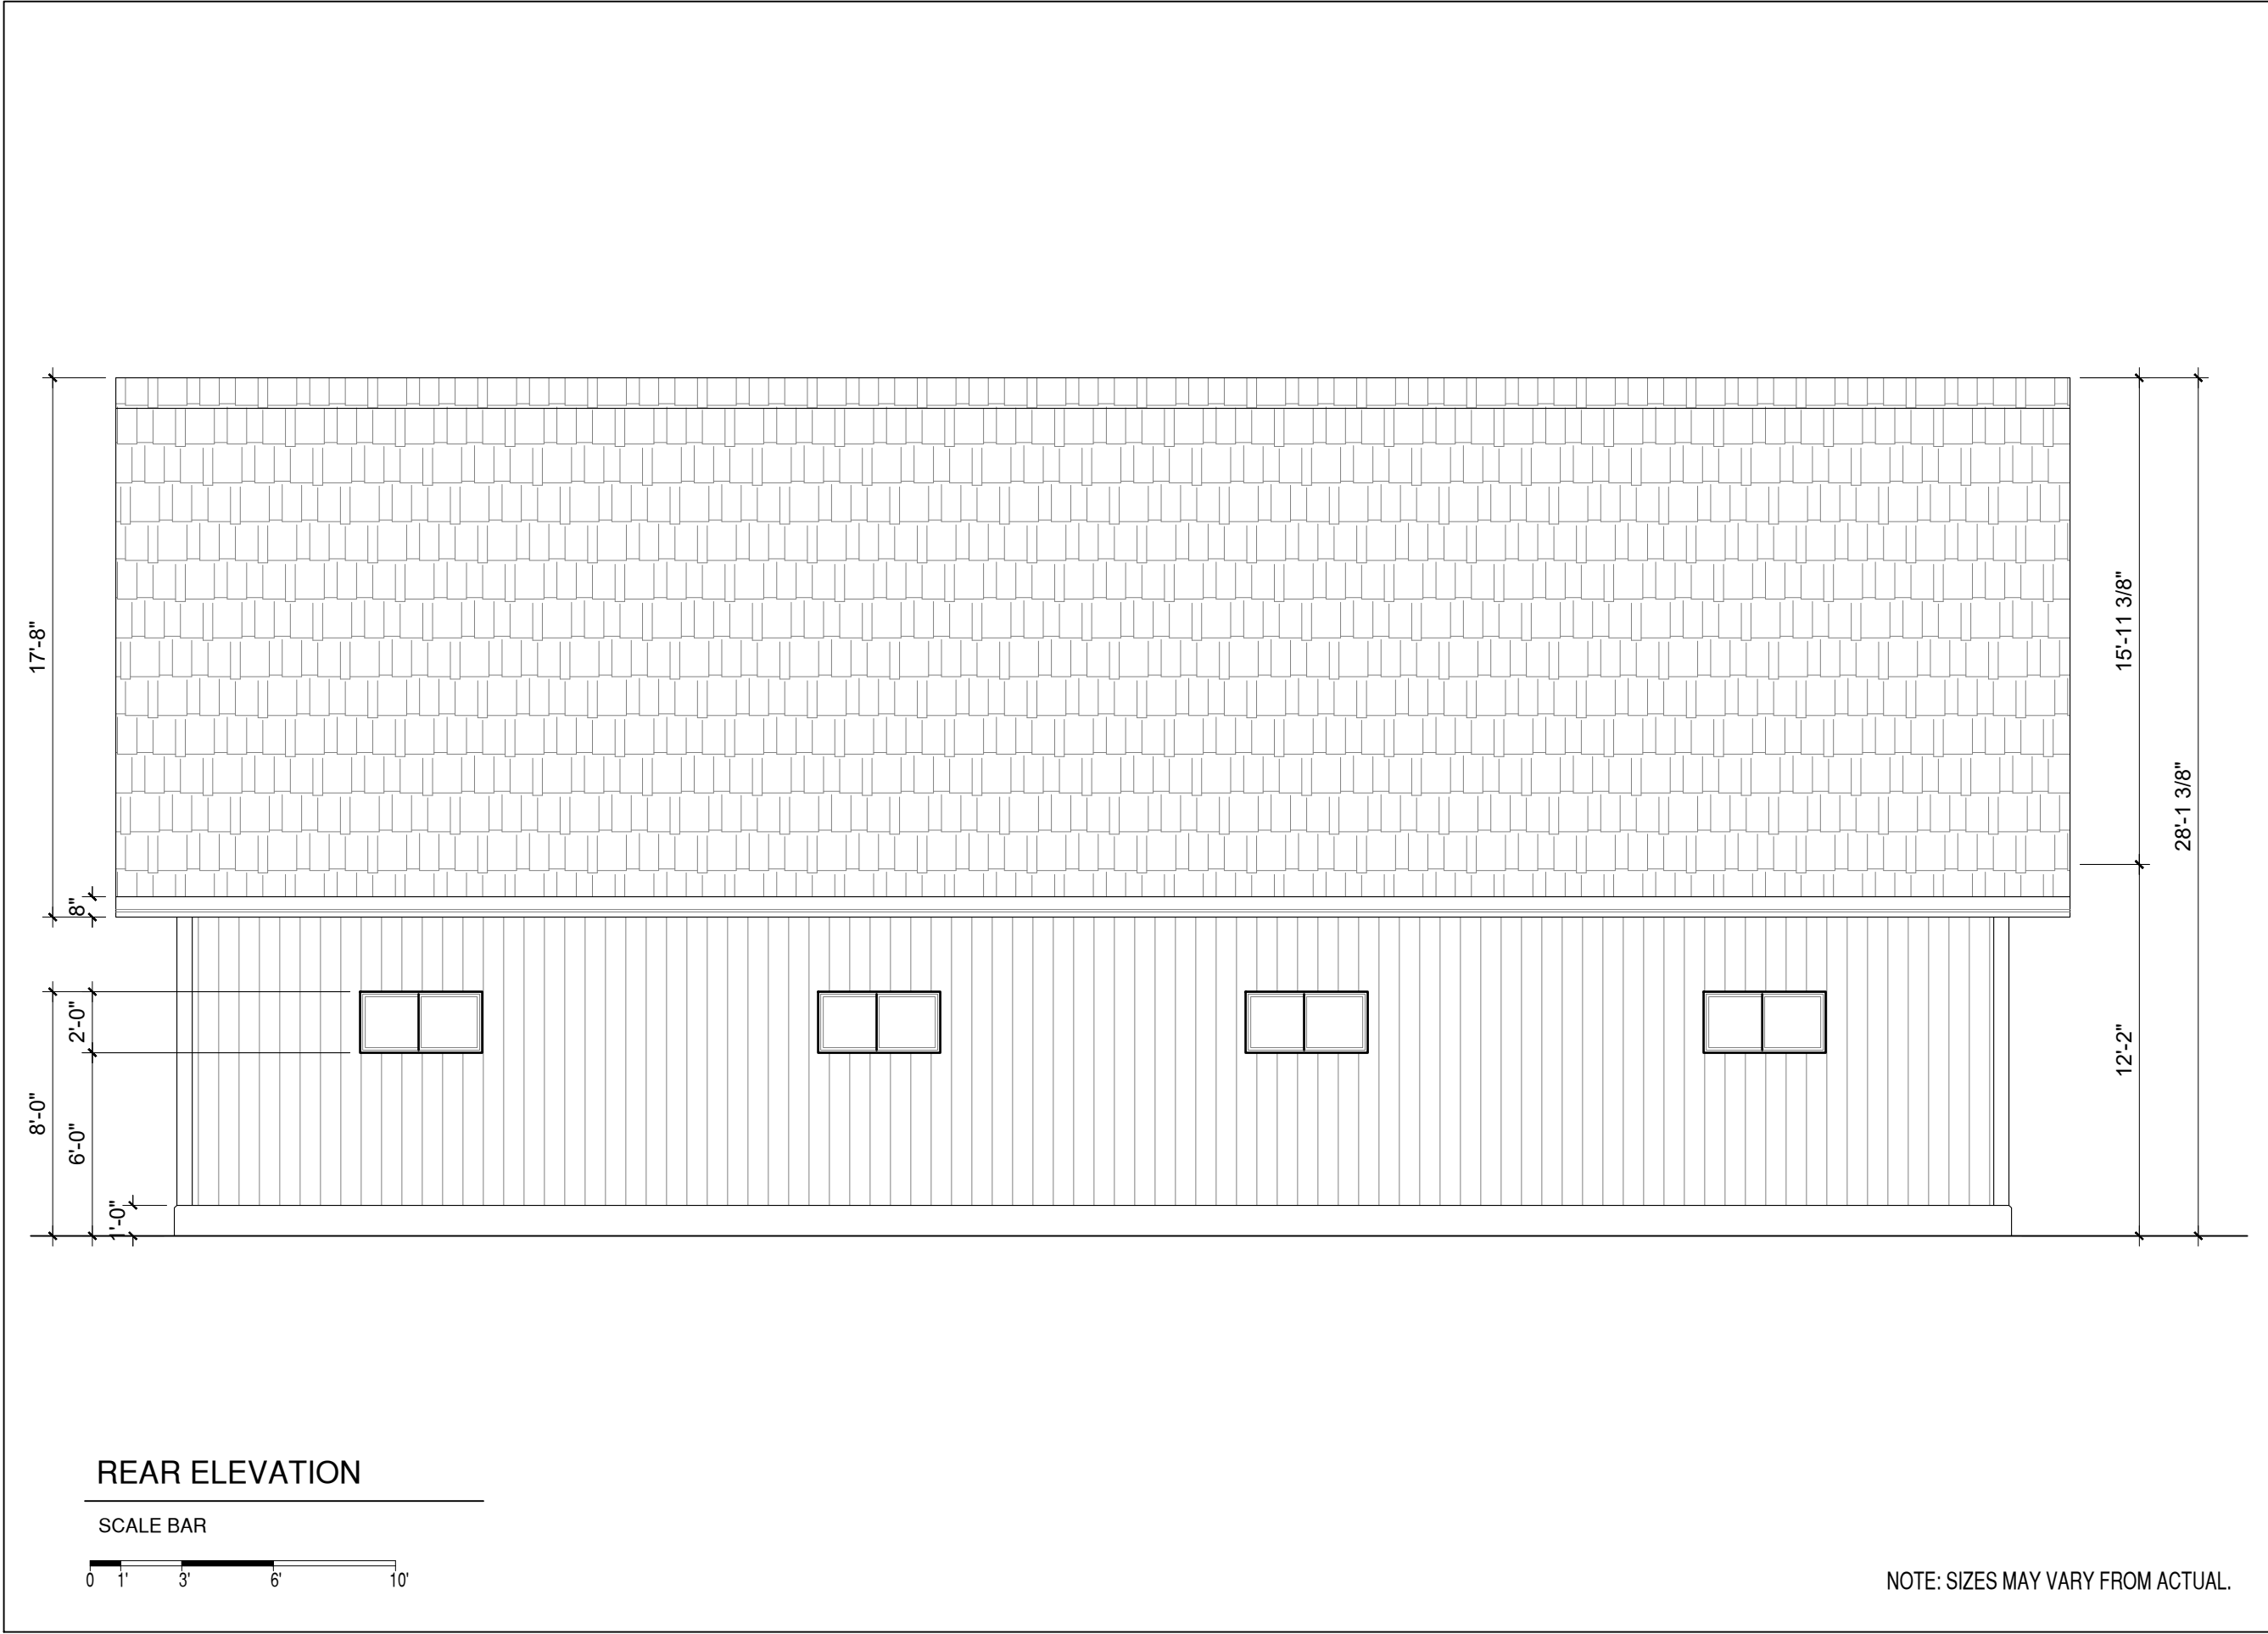 17'-8"
8"
2'-0"
8'-0"
6'-0"
1'-0"
15'-11 3/8"
28'-1 3/8"
12'-2"
REAR ELEVATION
SCALE BAR
0 1' 3' 6' 10'
NOTE: SIZES MAY VARY FROM ACTUAL.